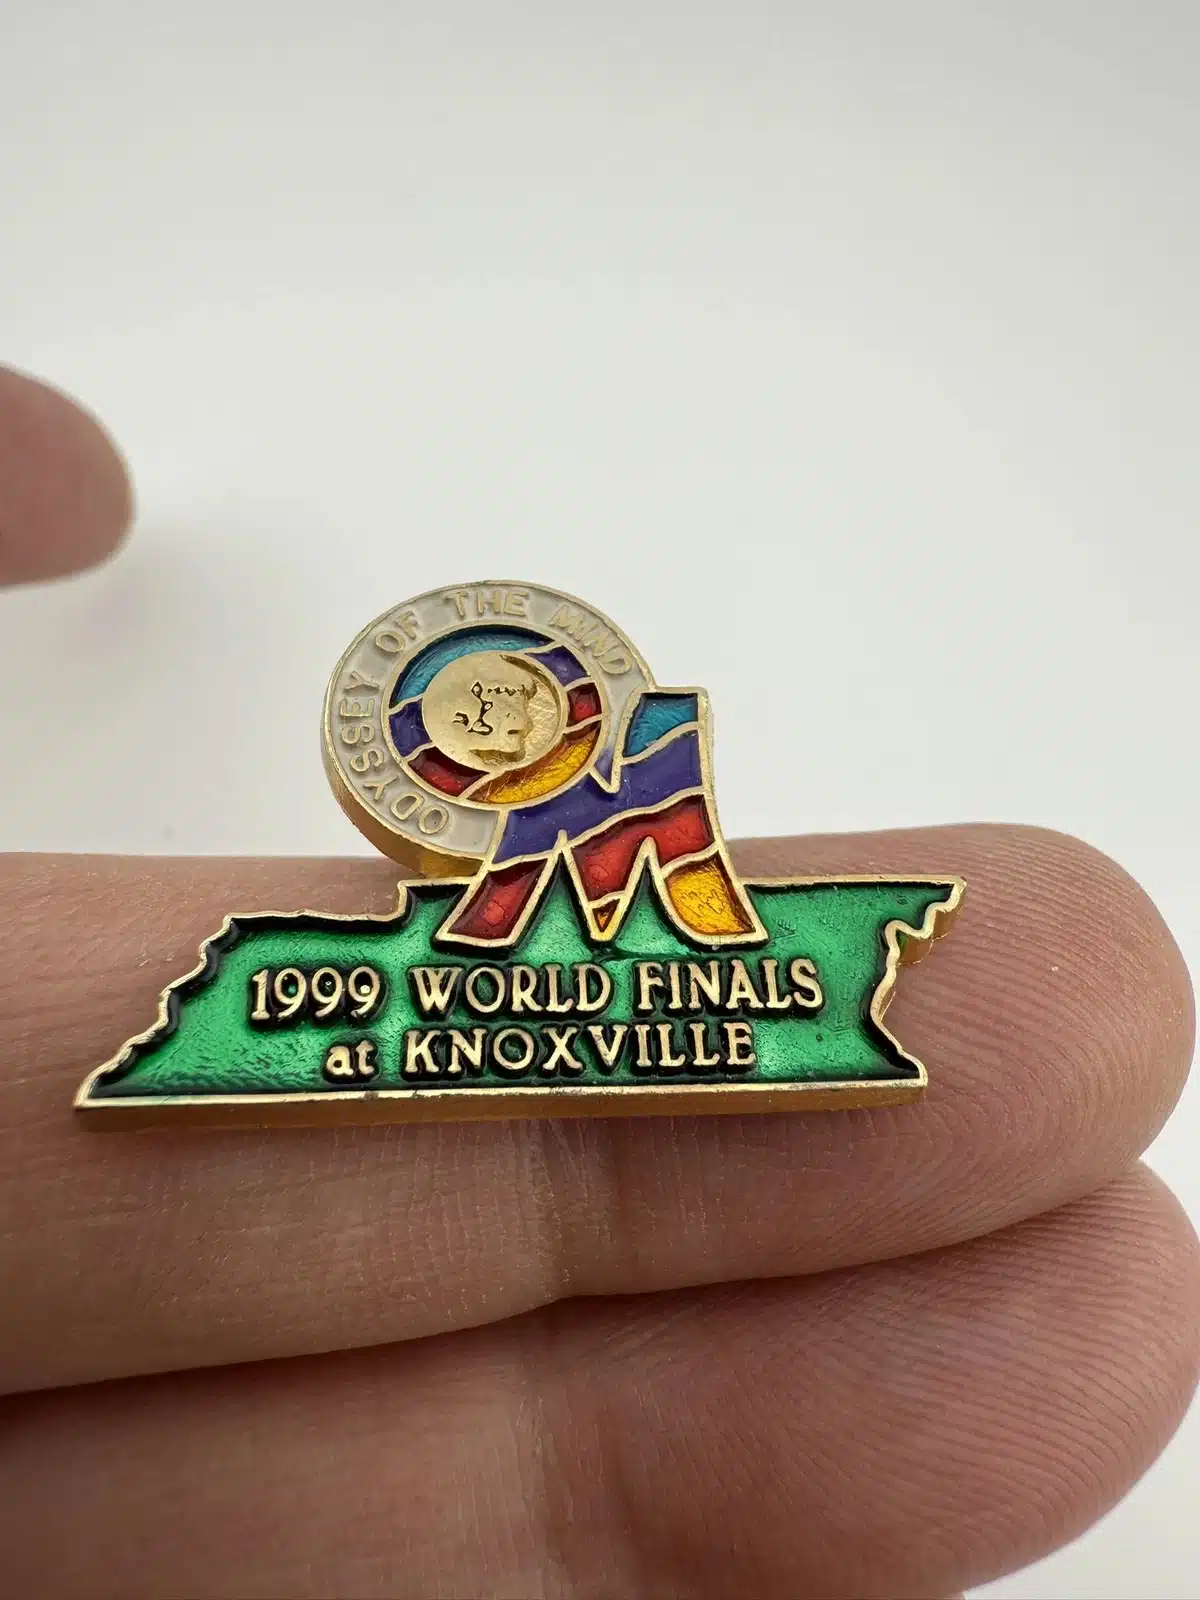 ODYSSEY OF THE MIND
1999 WORLD FINALS
at KNOXVILLE